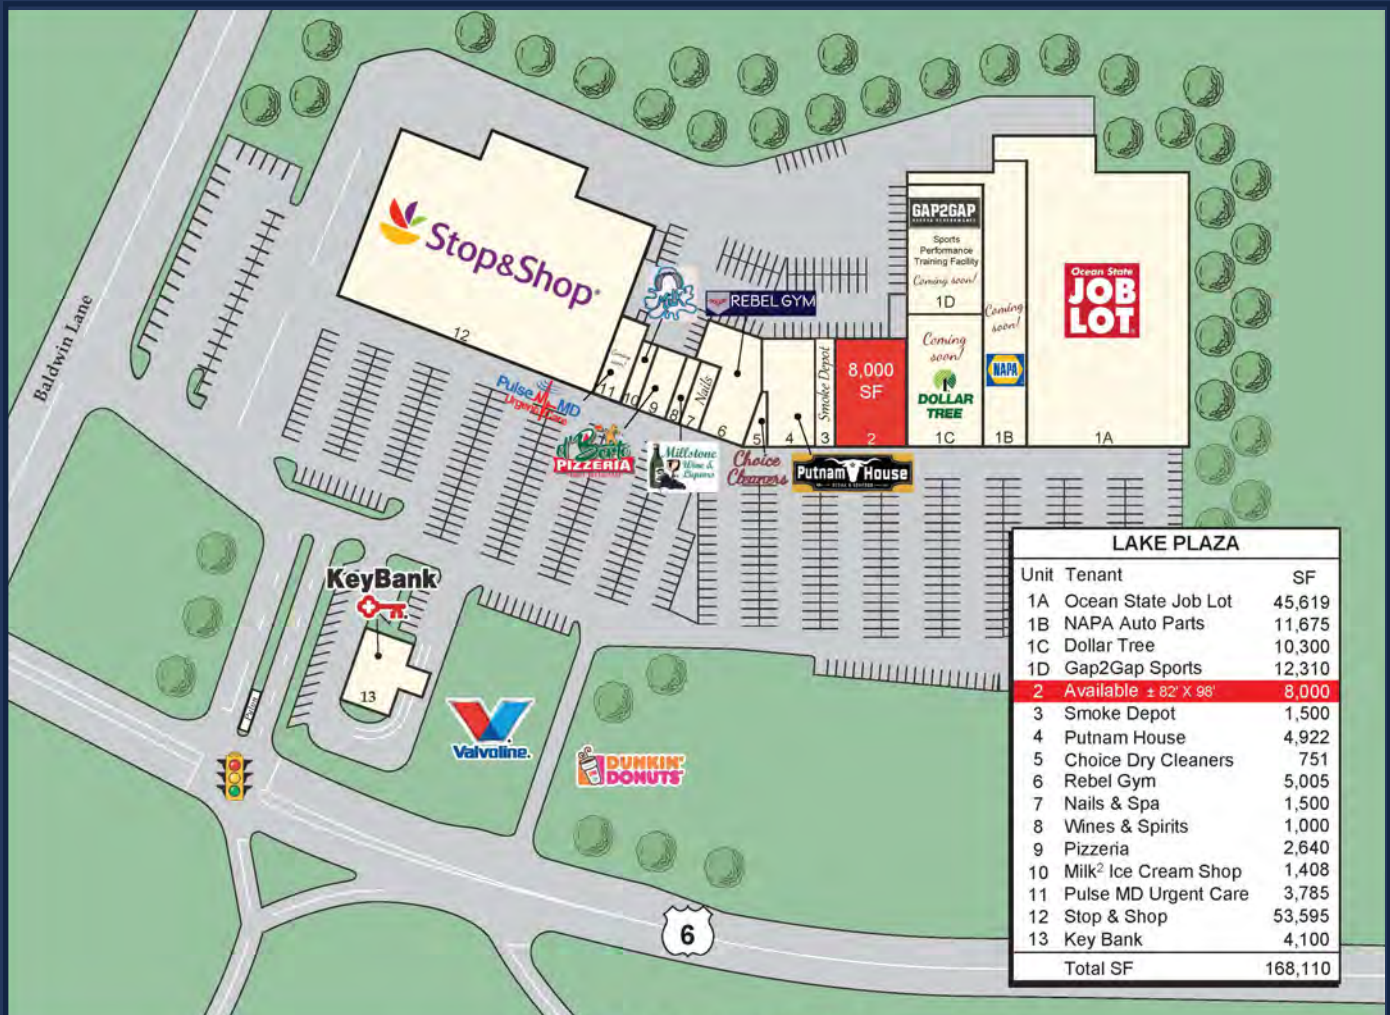 Stop&Shop
12
Baldwin Lane
Milk
REBEL GYM
GAP2GAP
Sports
Performance
Training Facility
Coming soon!
1D
Coming
soon!
NAPA
1B
Ocean State
JOB
LOT
1A
Coming
soon!
DOLLAR
TREE
1C
8,000
SF
2
Smoke Depot
3
4
5
6
Nails
7
8
9
10
11
Pulse MD
Urgent Care
PIZZERIA
Millstone
Wine &
Liquors
Choice
Cleaners
Putnam House
KeyBank
13
Pylon
Valvoline
DUNKIN'
DONUTS
6
LAKE PLAZA
Unit Tenant SF
1A Ocean State Job Lot 45,619
1B NAPA Auto Parts 11,675
1C Dollar Tree 10,300
1D Gap2Gap Sports 12,310
2 Available ± 82' X 98' 8,000
3 Smoke Depot 1,500
4 Putnam House 4,922
5 Choice Dry Cleaners 751
6 Rebel Gym 5,005
7 Nails & Spa 1,500
8 Wines & Spirits 1,000
9 Pizzeria 2,640
10 Milk² Ice Cream Shop 1,408
11 Pulse MD Urgent Care 3,785
12 Stop & Shop 53,595
13 Key Bank 4,100
Total SF 168,110